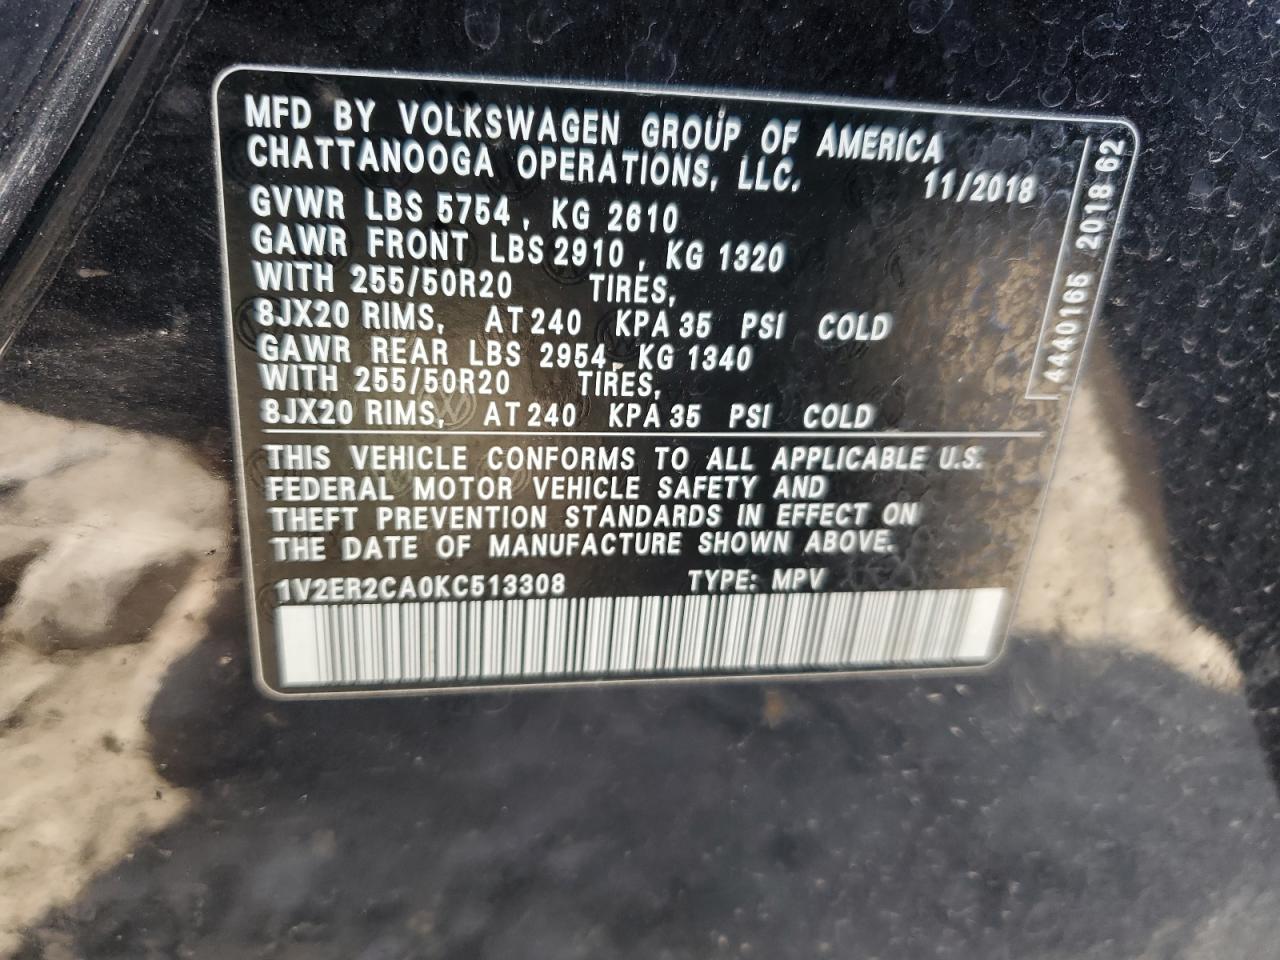 MFD BY VOLKSWAGEN GROUP OF AMERICA
CHATTANOOGA OPERATIONS, LLC.
11/2018
GVWR LBS 5754, KG 2610
GAWR FRONT LBS 2910, KG 1320
WITH 255/50R20 TIRES,
8JX20 RIMS, AT 240 KPA 35 PSI COLD
GAWR REAR LBS 2954, KG 1340
WITH 255/50R20 TIRES,
8JX20 RIMS, AT 240 KPA 35 PSI COLD
THIS VEHICLE CONFORMS TO ALL APPLICABLE U.S.
FEDERAL MOTOR VEHICLE SAFETY AND
THEFT PREVENTION STANDARDS IN EFFECT ON
THE DATE OF MANUFACTURE SHOWN ABOVE.
1V2ER2CA0KC513308 TYPE: MPV
4440165 2018 62